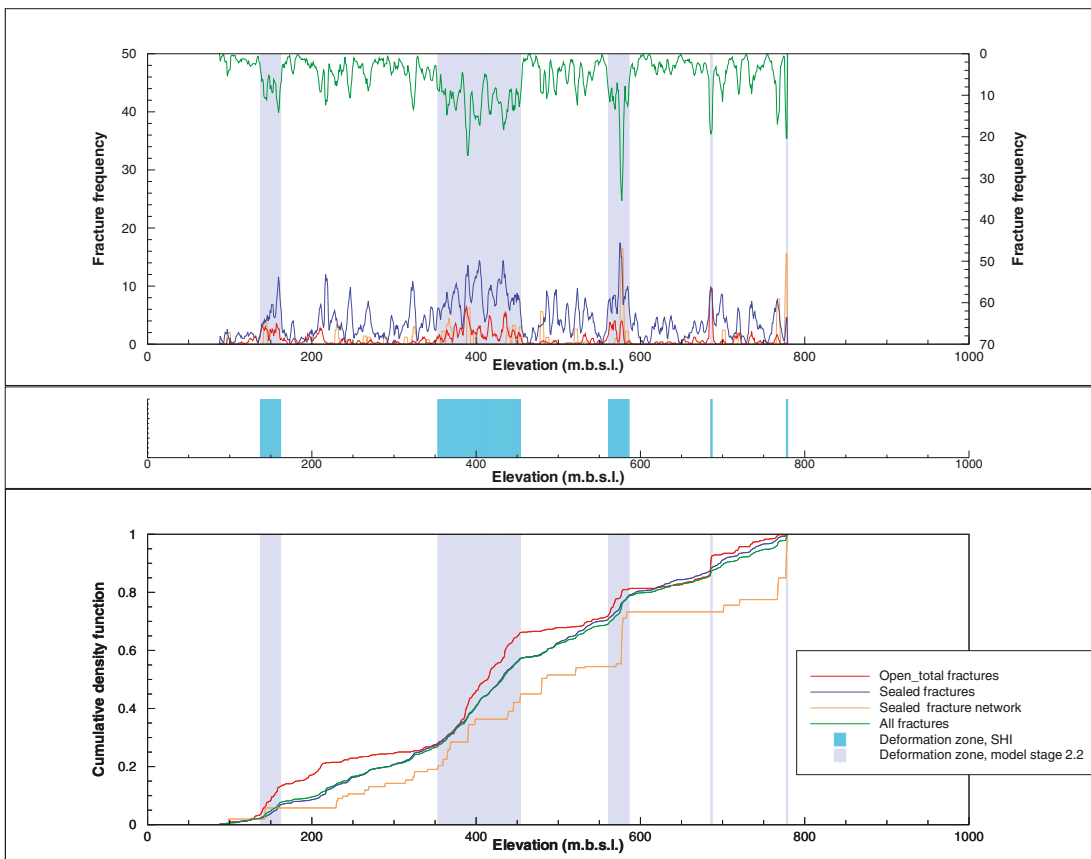 50
40
30
20
10
0
Fracture frequency
0
10
20
30
40
50
60
70
Fracture frequency
0 200 400 600 800 1000
Elevation (m.b.s.l.)
0 200 400 600 800 1000
Elevation (m.b.s.l.)
1
0.8
0.6
0.4
0.2
0
Cumulative density function
Open_total fractures
Sealed fractures
Sealed fracture network
All fractures
Deformation zone, SHI
Deformation zone, model stage 2.2
0 200 400 600 800 1000
Elevation (m.b.s.l.)